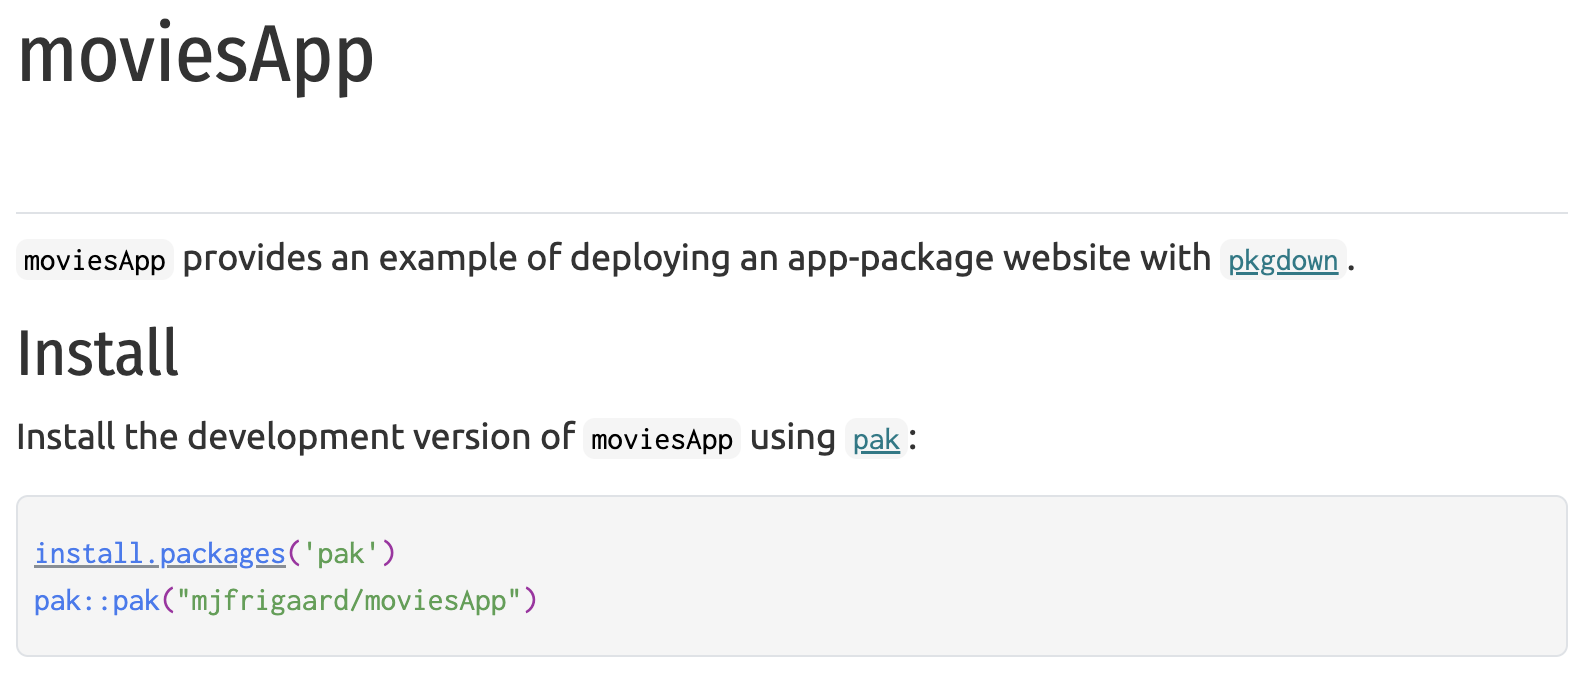 moviesApp
moviesApp provides an example of deploying an app-package website with pkgdown.
Install
Install the development version of moviesApp using pak:
install.packages('pak')
pak::pak("mjfrigaard/moviesApp")